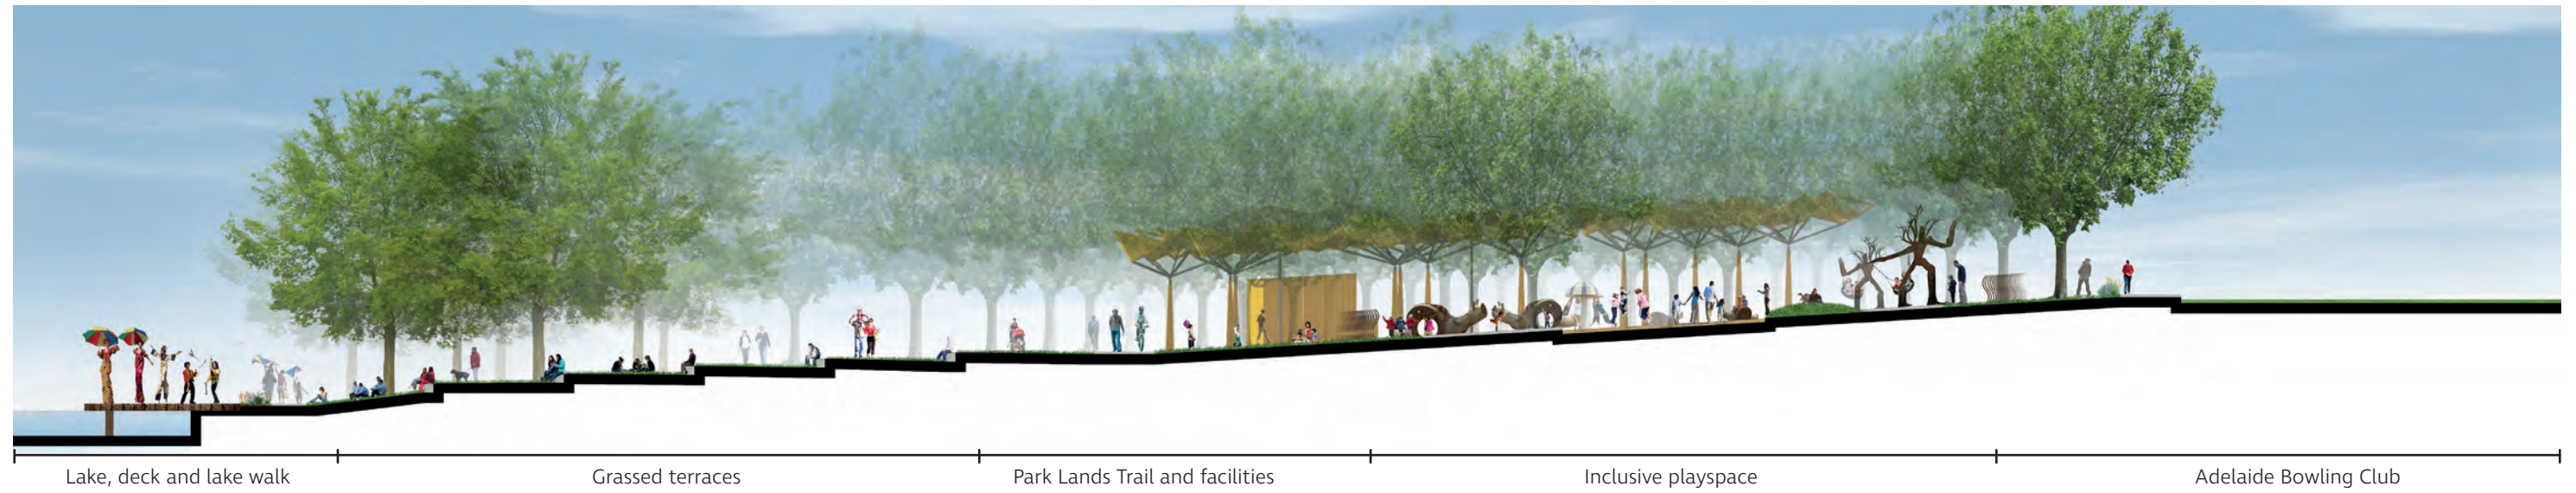 Lake, deck and lake walk
Grassed terraces
Park Lands Trail and facilities
Inclusive playspace
Adelaide Bowling Club